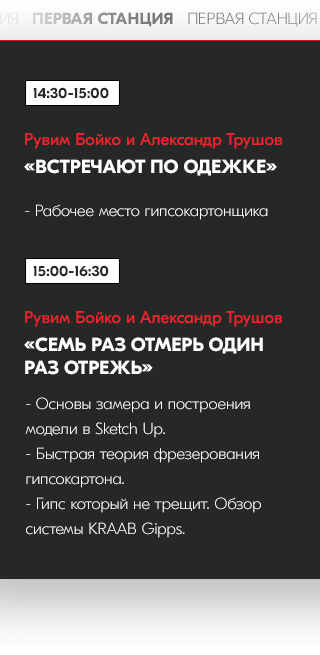 ИЯ ПЕРВАЯ СТАНЦИЯ ПЕРВАЯ СТАНЦИЯ
14:30-15:00
Рувим Бойко и Александр Трушов
«ВСТРЕЧАЮТ ПО ОДЕЖКЕ»
- Рабочее место гипсокартонщика
15:00-16:30
Рувим Бойко и Александр Трушов
«СЕМЬ РАЗ ОТМЕРЬ ОДИН
РАЗ ОТРЕЖЬ»
- Основы замера и построения
модели в Sketch Up.
- Быстрая теория фрезерования
гипсокартона.
- Гипс который не трещит. Обзор
системы KRAAB Gipps.